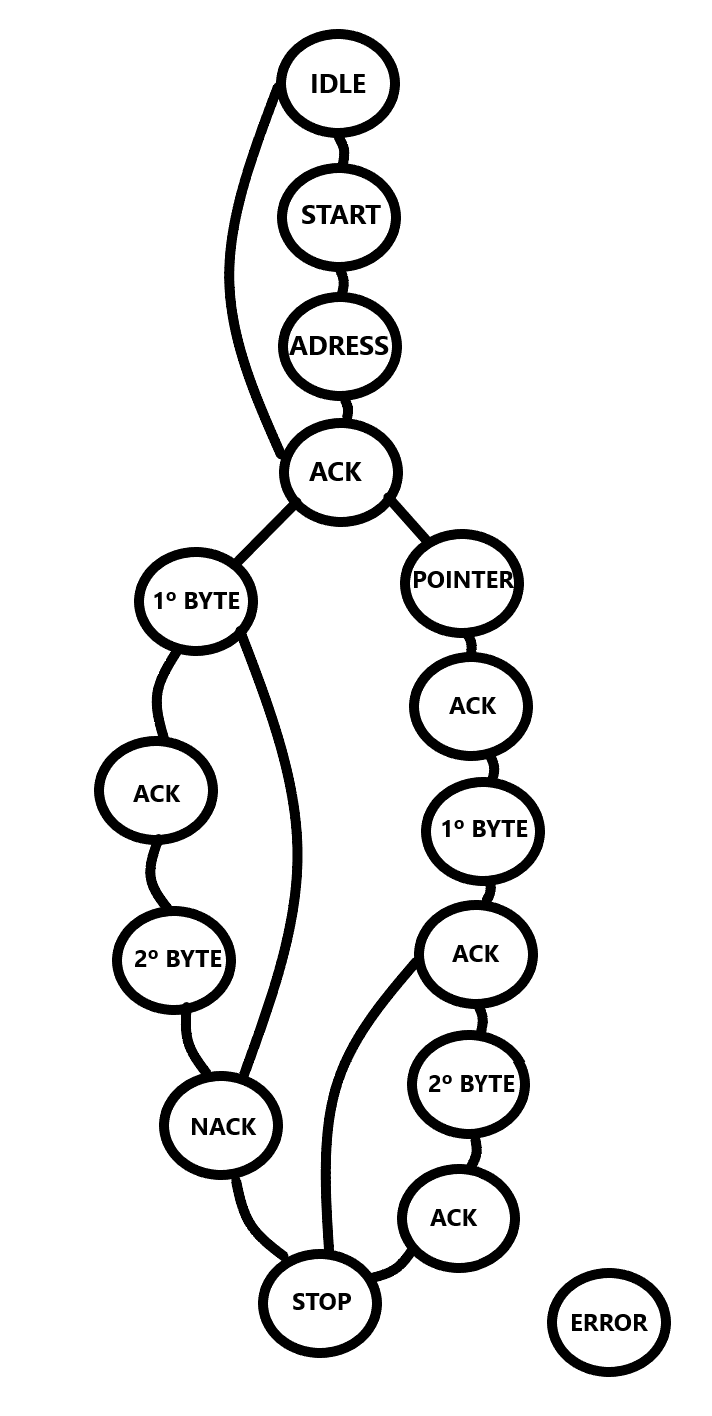 IDLE
START
ADRESS
ACK
1º BYTE
POINTER
ACK
ACK
1º BYTE
2º BYTE
ACK
2º BYTE
NACK
ACK
STOP
ERROR